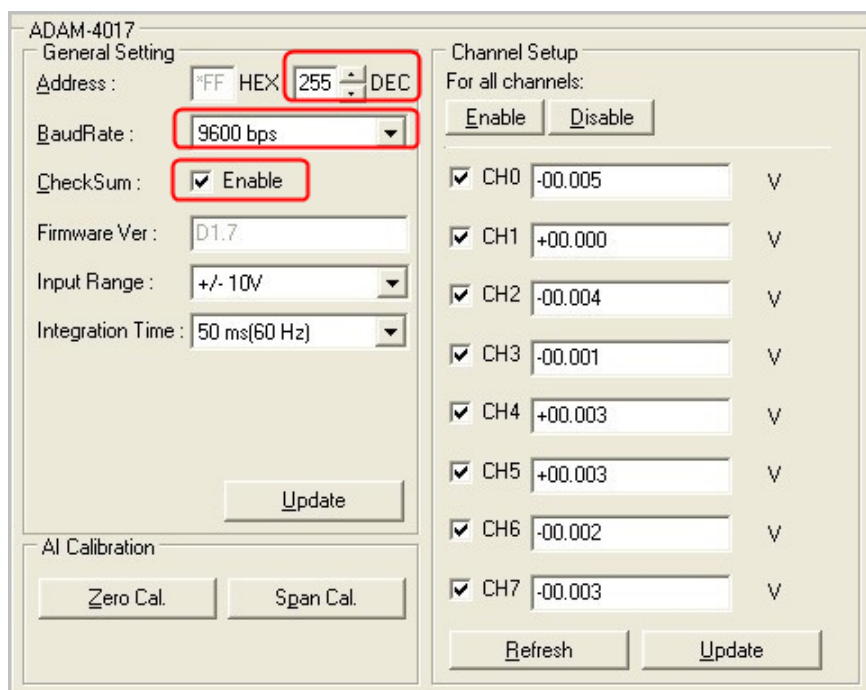 ADAM-4017
General Setting
Address : *FF HEX 255 DEC
BaudRate : 9600 bps
CheckSum : Enable
Firmware Ver : D1.7
Input Range : +/- 10V
Integration Time : 50 ms(60 Hz)
Update
AI Calibration
Zero Cal. Span Cal.
Channel Setup
For all channels:
Enable Disable
CH0 -00.005 V
CH1 +00.000 V
CH2 -00.004 V
CH3 -00.001 V
CH4 +00.003 V
CH5 +00.003 V
CH6 -00.002 V
CH7 -00.003 V
Refresh Update